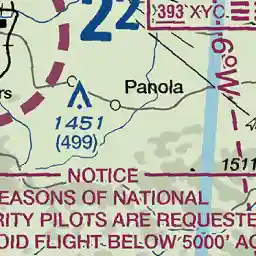 2²
393 XYC
6°W
Panola
rs
1451
(499)
1511
NOTICE
EASONS OF NATIONAL
RITY PILOTS ARE REQUESTE
OID FLIGHT BELOW 5000' AG